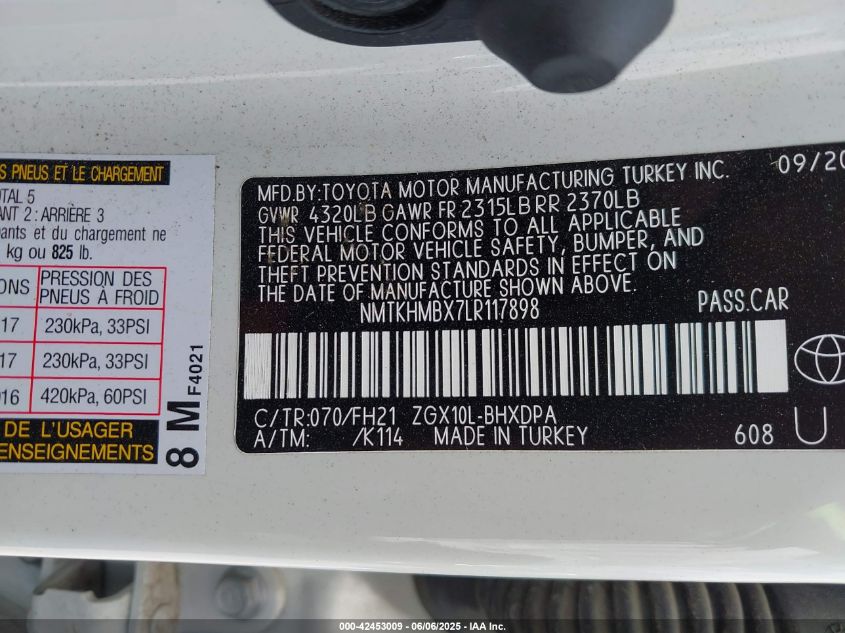 S PNEUS ET LE CHARGEMENT
TAL 5
ANT 2 : ARRIÈRE 3
ants et du chargement ne
kg ou 825 lb.
ONS PRESSION DES PNEUS À FROID
17 230kPa, 33PSI
17 230kPa, 33PSI
016 420kPa, 60PSI
DE L'USAGER
ENSEIGNEMENTS
8 M F4021
MFD.BY:TOYOTA MOTOR MANUFACTURING TURKEY INC. 09/20
GVWR 4320LB GAWR FR 2315LB RR 2370LB
THIS VEHICLE CONFORMS TO ALL APPLICABLE
FEDERAL MOTOR VEHICLE SAFETY, BUMPER, AND
THEFT PREVENTION STANDARDS IN EFFECT ON
THE DATE OF MANUFACTURE SHOWN ABOVE.
NMTKHMBX7LR117898 PASS.CAR
C/TR:070/FH21 ZGX10L-BHXDPA
A/TM: /K114 MADE IN TURKEY 608 U
000-42453009 - 06/06/2025 - IAA Inc.